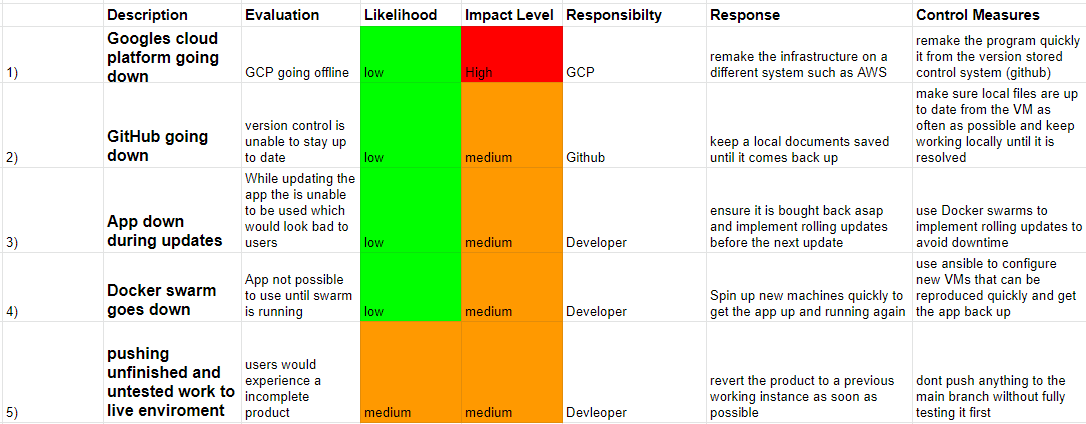 Description Evaluation Likelihood Impact Level Responsibilty Response Control Measures
1)
Googles cloud
platform going
down
GCP going offline
low
High
GCP
remake the infrastructure on a
different system such as AWS
remake the program quickly
it from the version stored
control system (github)
2)
GitHub going
down
version control is
unable to stay up
to date
low
medium
Github
keep a local documents saved
until it comes back up
make sure local files are up
to date from the VM as
often as possible and keep
working locally until it is
resolved
3)
App down
during updates
While updating the
app the is unable
to be used which
would look bad to
users
low
medium
Developer
ensure it is bought back asap
and implement rolling updates
before the next update
use Docker swarms to
implement rolling updates to
avoid downtime
4)
Docker swarm
goes down
App not possible
to use until swarm
is running
low
medium
Developer
Spin up new machines quickly to
get the app up and running again
use ansible to configure
new VMs that can be
reproduced quickly and get
the app back up
5)
pushing
unfinished and
untested work to
live enviroment
users would
experience a
incomplete
product
medium
medium
Devleoper
revert the product to a previous
working instance as soon as
possible
dont push anything to the
main branch wilthout fully
testing it first